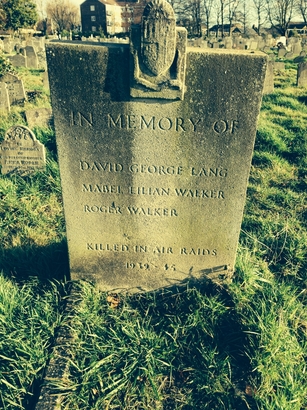 IN MEMORY OF
DAVID GEORGE LANG
MABEL LILIAN WALKER
ROGER WALKER
KILLED IN AIR RAIDS
1939-45